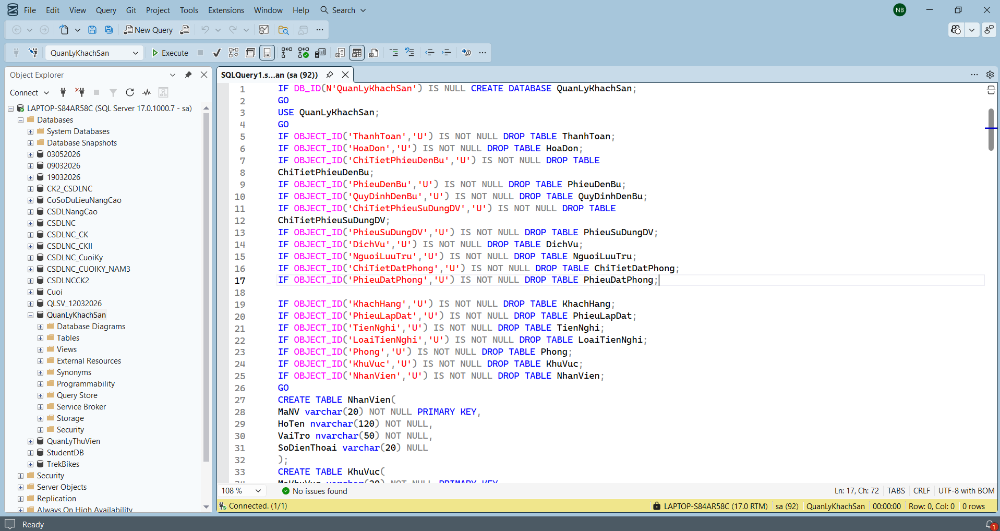 File Edit View Query Git Project Tools Extensions Window Help Search
NB
New Query
QuanLyKhachSan
Execute
Object Explorer
Connect
LAPTOP-S84AR58C (SQL Server 17.0.1000.7 - sa)
Databases
System Databases
Database Snapshots
03052026
09032026
19032026
CK2_CSDLNC
CoSoDuLieuNangCao
CSDLNangCao
CSDLNC
CSDLNC_CK
CSDLNC_CKII
CSDLNC_CuoiKy
CSDLNC_CUOIKY_NAM3
CSDLNCCK2
Cuoi
QLSV_12032026
QuanLyKhachSan
Database Diagrams
Tables
Views
External Resources
Synonyms
Programmability
Query Store
Service Broker
Storage
Security
QuanLyThuVien
StudentDB
TrekBikes
Security
Server Objects
Replication
Always On High Availability
SQLQuery1.s...an (sa (92))
1 IF DB_ID(N'QuanLyKhachSan') IS NULL CREATE DATABASE QuanLyKhachSan;
2 GO
3 USE QuanLyKhachSan;
4 GO
5 IF OBJECT_ID('ThanhToan','U') IS NOT NULL DROP TABLE ThanhToan;
6 IF OBJECT_ID('HoaDon','U') IS NOT NULL DROP TABLE HoaDon;
7 IF OBJECT_ID('ChiTietPhieuDenBu','U') IS NOT NULL DROP TABLE
8 ChiTietPhieuDenBu;
9 IF OBJECT_ID('PhieuDenBu','U') IS NOT NULL DROP TABLE PhieuDenBu;
10 IF OBJECT_ID('QuyDinhDenBu','U') IS NOT NULL DROP TABLE QuyDinhDenBu;
11 IF OBJECT_ID('ChiTietPhieuSuDungDV','U') IS NOT NULL DROP TABLE
12 ChiTietPhieuSuDungDV;
13 IF OBJECT_ID('PhieuSuDungDV','U') IS NOT NULL DROP TABLE PhieuSuDungDV;
14 IF OBJECT_ID('DichVu','U') IS NOT NULL DROP TABLE DichVu;
15 IF OBJECT_ID('NguoiLuuTru','U') IS NOT NULL DROP TABLE NguoiLuuTru;
16 IF OBJECT_ID('ChiTietDatPhong','U') IS NOT NULL DROP TABLE ChiTietDatPhong;
17 IF OBJECT_ID('PhieuDatPhong','U') IS NOT NULL DROP TABLE PhieuDatPhong;
18
19 IF OBJECT_ID('KhachHang','U') IS NOT NULL DROP TABLE KhachHang;
20 IF OBJECT_ID('PhieuLapDat','U') IS NOT NULL DROP TABLE PhieuLapDat;
21 IF OBJECT_ID('TienNghi','U') IS NOT NULL DROP TABLE TienNghi;
22 IF OBJECT_ID('LoaiTienNghi','U') IS NOT NULL DROP TABLE LoaiTienNghi;
23 IF OBJECT_ID('Phong','U') IS NOT NULL DROP TABLE Phong;
24 IF OBJECT_ID('KhuVuc','U') IS NOT NULL DROP TABLE KhuVuc;
25 IF OBJECT_ID('NhanVien','U') IS NOT NULL DROP TABLE NhanVien;
26 GO
27 CREATE TABLE NhanVien(
28 MaNV varchar(20) NOT NULL PRIMARY KEY,
29 HoTen nvarchar(120) NOT NULL,
30 VaiTro nvarchar(50) NOT NULL,
31 SoDienThoai varchar(20) NULL
32 );
33 CREATE TABLE KhuVuc(
34 MaKhuVuc varchar(20) NOT NULL PRIMARY KEY
108 % No issues found Ln: 17, Ch: 72 TABS CRLF UTF-8 with BOM
Connected. (1/1) LAPTOP-S84AR58C (17.0 RTM) sa (92) QuanLyKhachSan 00:00:00 Row: 0, Col: 0 0 rows
Ready
1